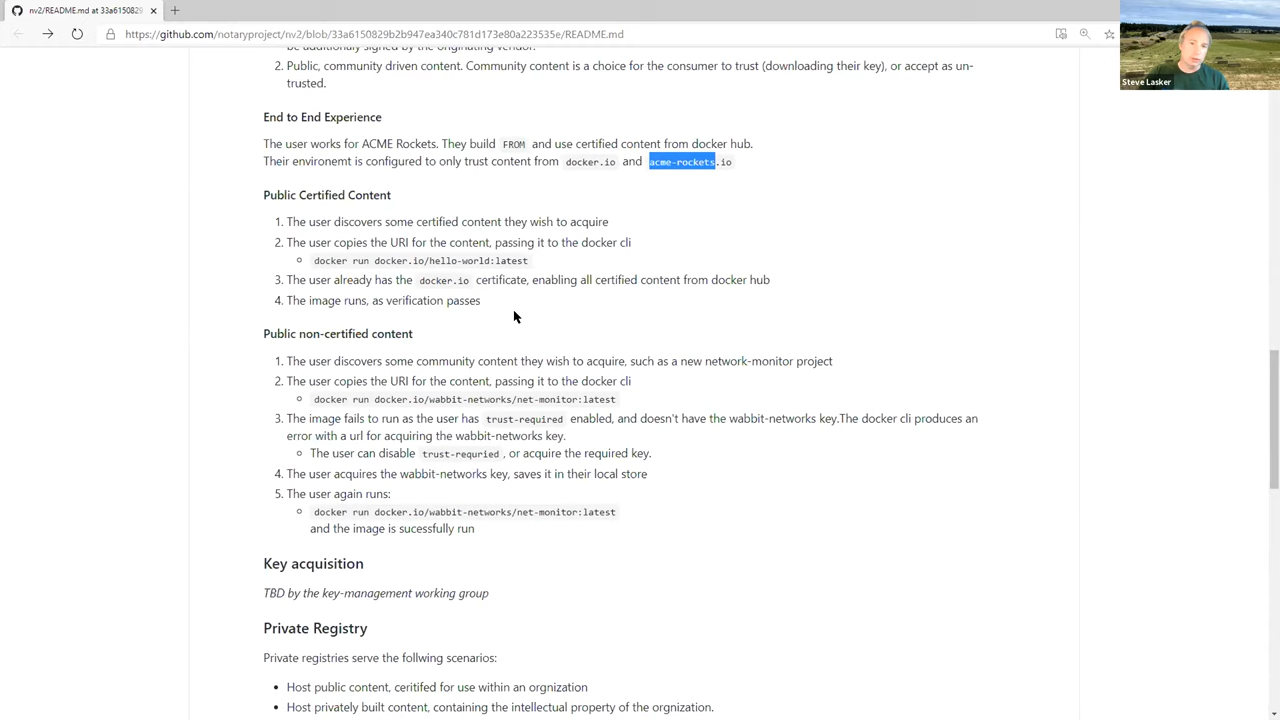 nv2/README.md at 33a6150829
https://github.com/notaryproject/nv2/blob/33a6150829b2b947ea340c781d173e80a223535e/README.md
Steve Lasker
be additionally signed by the originating vendor.
2. Public, community driven content. Community content is a choice for the consumer to trust (downloading their key), or accept as un-
trusted.
End to End Experience
The user works for ACME Rockets. They build FROM and use certified content from docker hub.
Their environemt is configured to only trust content from docker.io and acme-rockets.io
Public Certified Content
1. The user discovers some certified content they wish to acquire
2. The user copies the URI for the content, passing it to the docker cli
docker run docker.io/hello-world:latest
3. The user already has the docker.io certificate, enabling all certified content from docker hub
4. The image runs, as verification passes
Public non-certified content
1. The user discovers some community content they wish to acquire, such as a new network-monitor project
2. The user copies the URI for the content, passing it to the docker cli
docker run docker.io/wabbit-networks/net-monitor:latest
3. The image fails to run as the user has trust-required enabled, and doesn't have the wabbit-networks key.The docker cli produces an
error with a url for acquiring the wabbit-networks key.
The user can disable trust-requried , or acquire the required key.
4. The user acquires the wabbit-networks key, saves it in their local store
5. The user again runs:
docker run docker.io/wabbit-networks/net-monitor:latest
and the image is sucessfully run
Key acquisition
TBD by the key-management working group
Private Registry
Private registries serve the follwing scenarios:
Host public content, ceritifed for use within an orgnization
Host privately built content, containing the intellectual property of the orgnization.